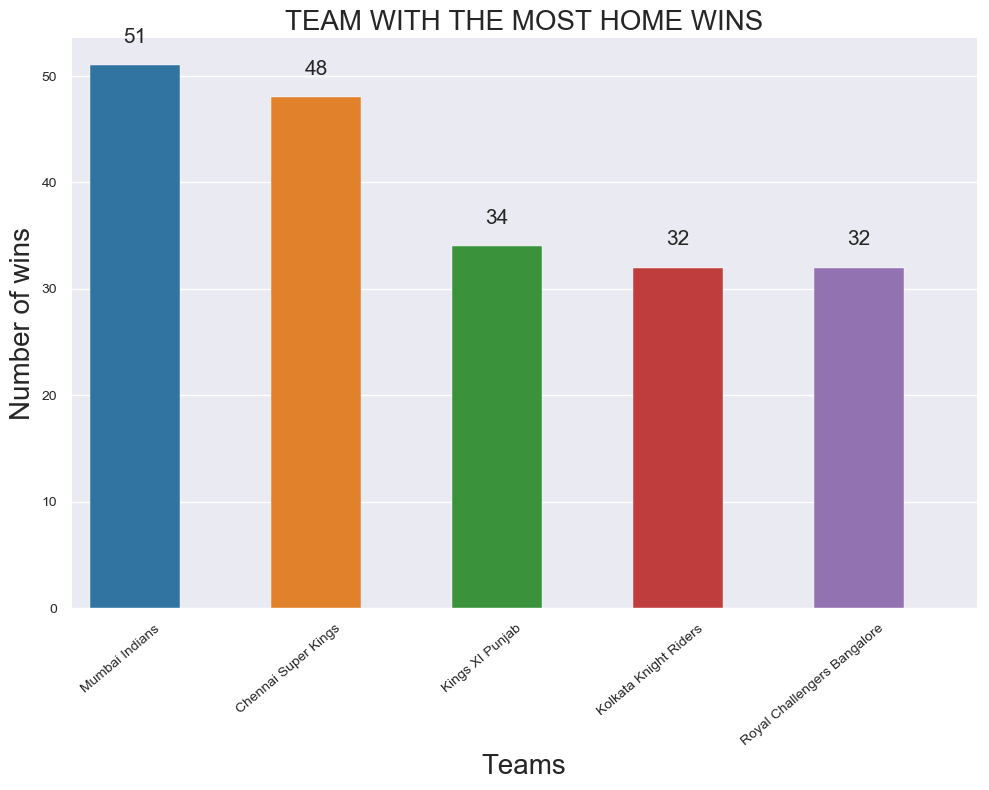 TEAM WITH THE MOST HOME WINS
51
48
34
32
32
Number of wins
50
40
30
20
10
0
Mumbai Indians
Chennai Super Kings
Kings XI Punjab
Kolkata Knight Riders
Royal Challengers Bangalore
Teams